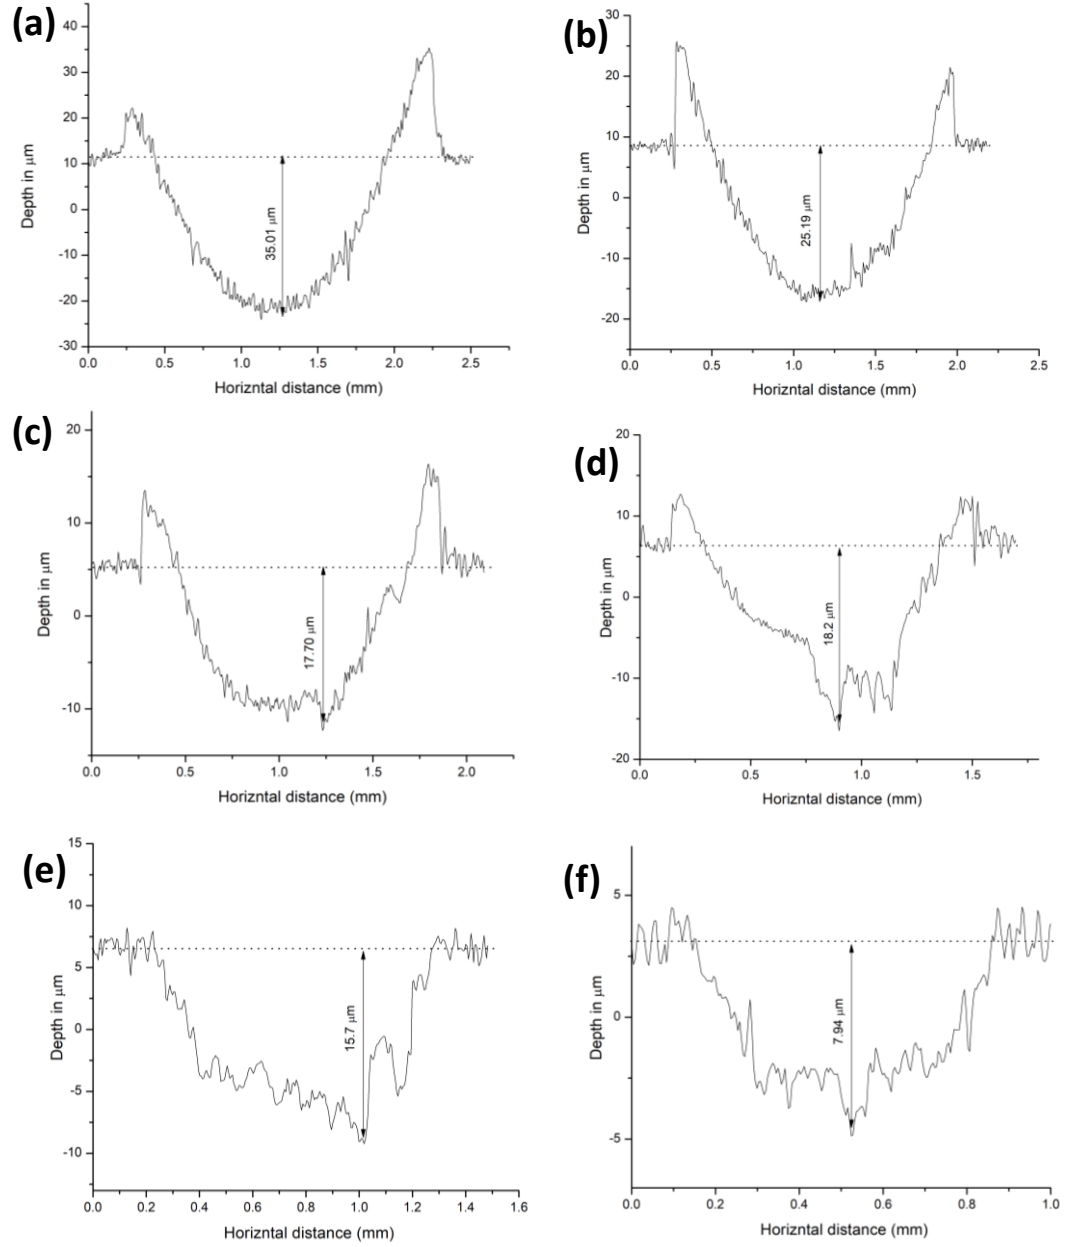 (a)
40
30
20
10
0
-10
-20
-30
Depth in μm
35.01 μm
0.0 0.5 1.0 1.5 2.0 2.5
Horizntal distance (mm)
(b)
30
20
10
0
-10
-20
Depth in μm
25.19 μm
0.0 0.5 1.0 1.5 2.0 2.5
Horizntal distance (mm)
(c)
20
10
0
-10
Depth in μm
17.70 μm
0.0 0.5 1.0 1.5 2.0
Horizntal distance (mm)
(d)
20
10
0
-10
-20
Depth in μm
18.2 μm
0.0 0.5 1.0 1.5
Horizntal distance (mm)
(e)
15
10
5
0
-5
-10
Depth in μm
15.7 μm
0.0 0.2 0.4 0.6 0.8 1.0 1.2 1.4 1.6
Horizntal distance (mm)
(f)
5
0
-5
Depth in μm
7.94 μm
0.0 0.2 0.4 0.6 0.8 1.0
Horizntal distance (mm)